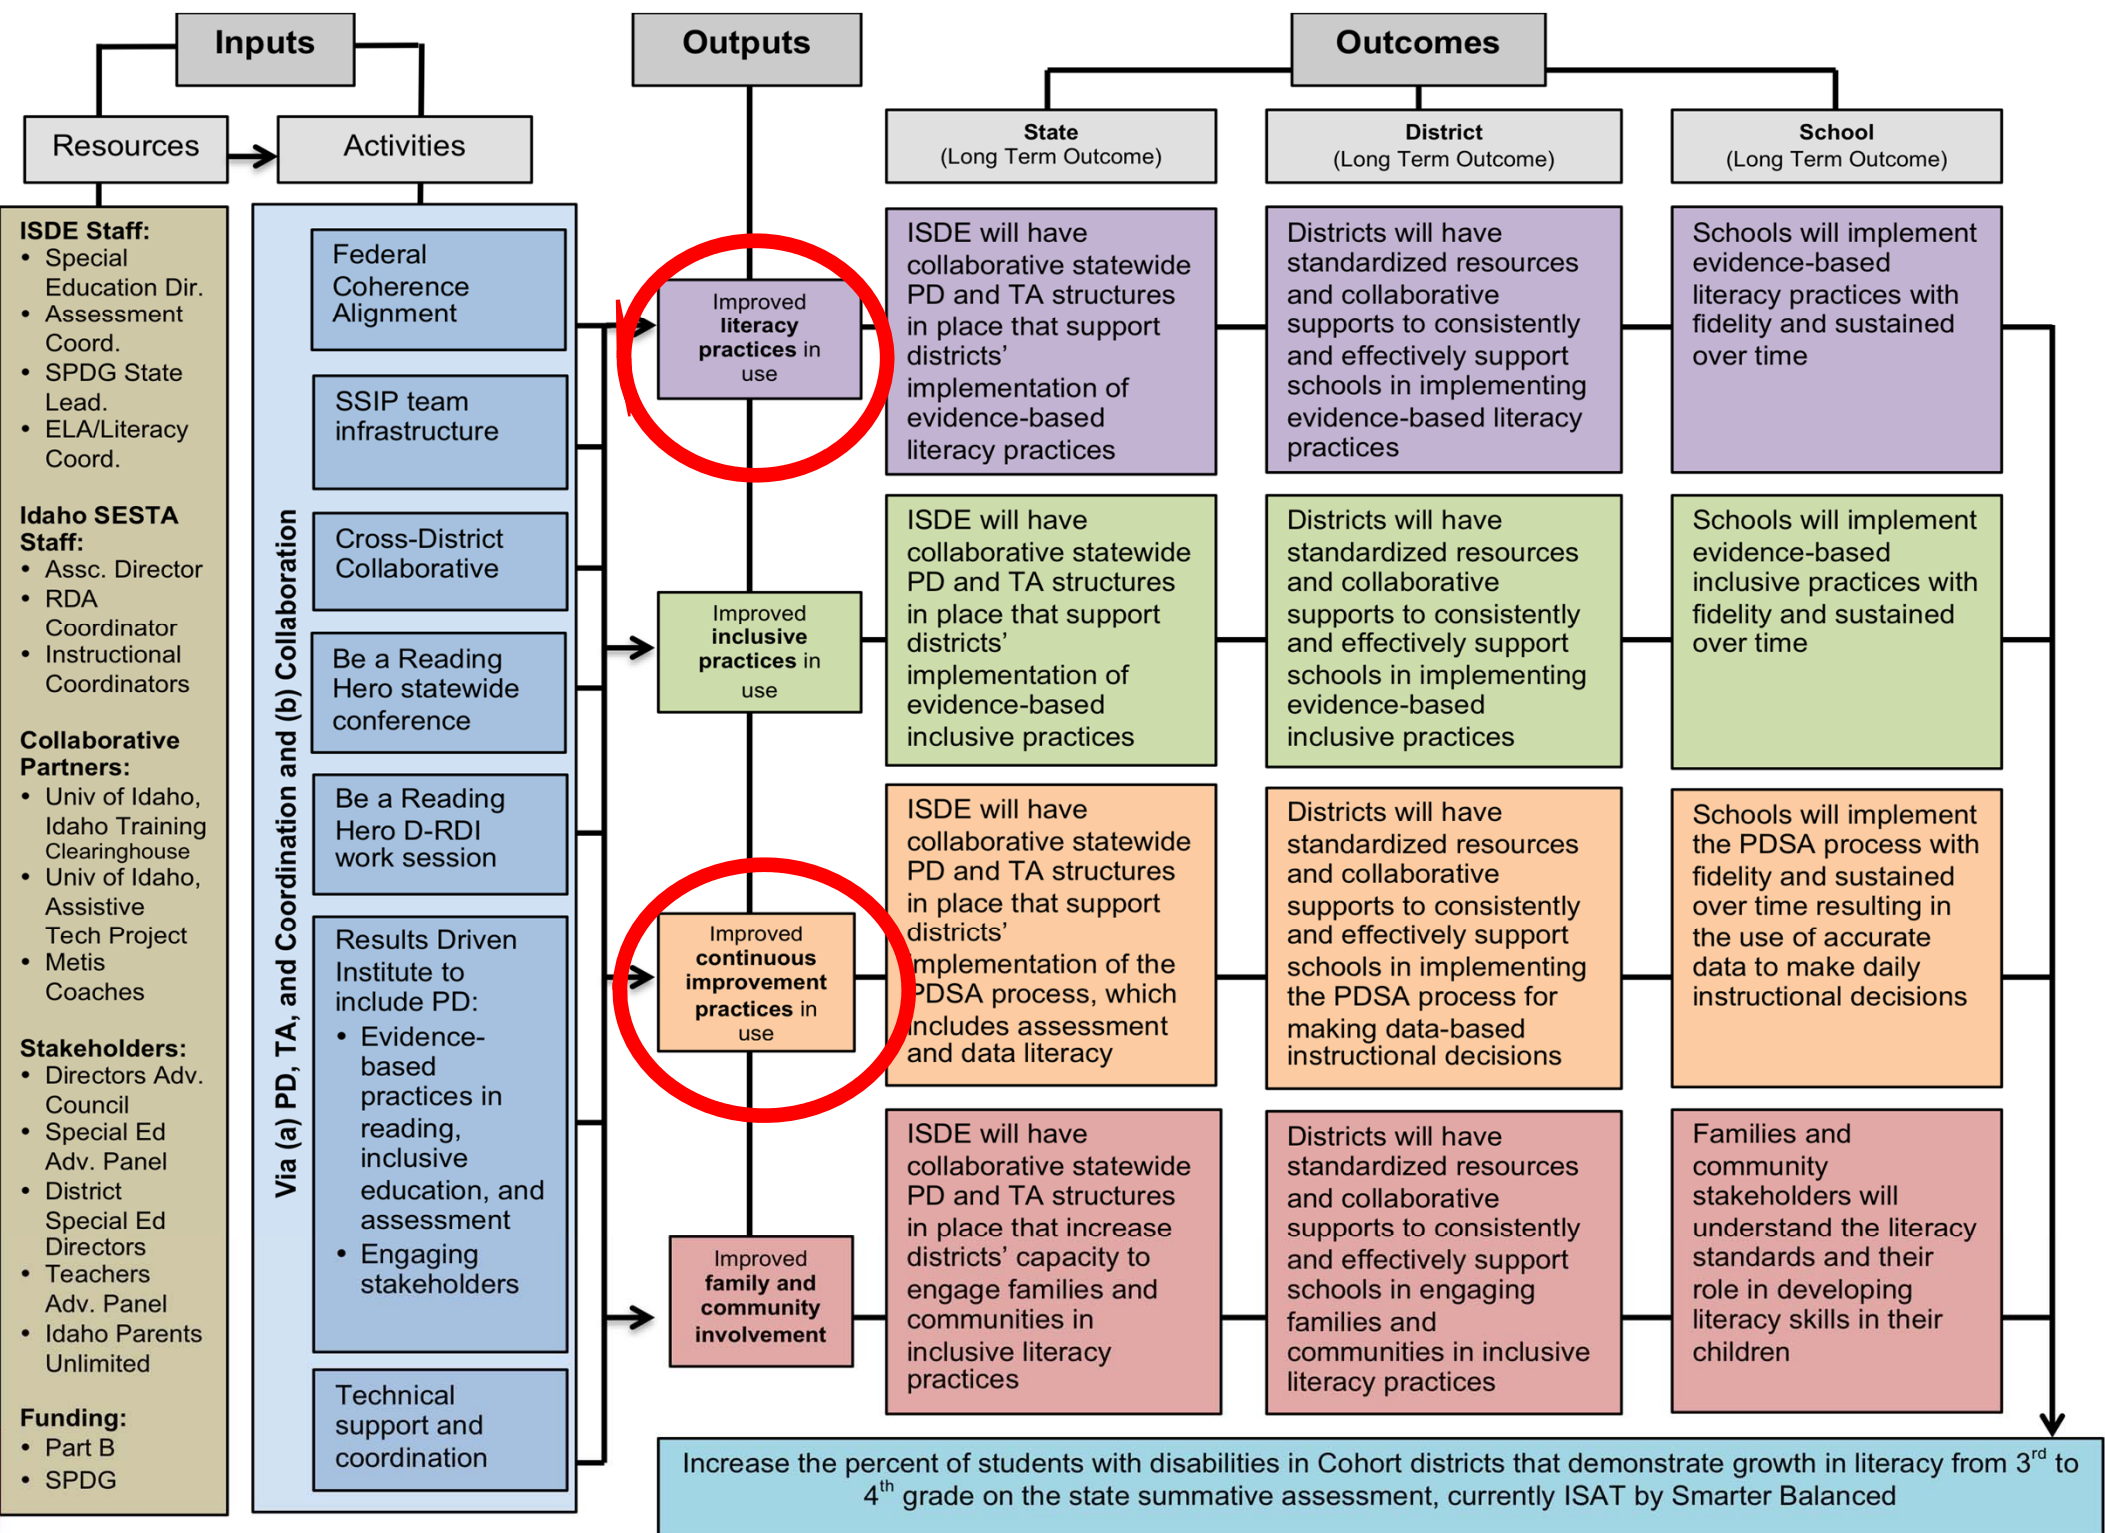 Inputs
Outputs
Outcomes
Resources
Activities
State
(Long Term Outcome)
District
(Long Term Outcome)
School
(Long Term Outcome)
ISDE Staff:
• Special
Education Dir.
• Assessment
Coord.
• SPDG State
Lead.
• ELA/Literacy
Coord.
Idaho SESTA
Staff:
• Assc. Director
• RDA
Coordinator
• Instructional
Coordinators
Collaborative
Partners:
• Univ of Idaho,
Idaho Training
Clearinghouse
• Univ of Idaho,
Assistive
Tech Project
• Metis
Coaches
Stakeholders:
• Directors Adv.
Council
• Special Ed
Adv. Panel
• District
Special Ed
Directors
• Teachers
Adv. Panel
• Idaho Parents
Unlimited
Funding:
• Part B
• SPDG
Via (a) PD, TA, and Coordination and (b) Collaboration
Federal
Coherence
Alignment
SSIP team
infrastructure
Cross-District
Collaborative
Be a Reading
Hero statewide
conference
Be a Reading
Hero D-RDI
work session
Results Driven
Institute to
include PD:
• Evidence-
based
practices in
reading,
inclusive
education, and
assessment
• Engaging
stakeholders
Technical
support and
coordination
Improved
literacy
practices in
use
ISDE will have
collaborative statewide
PD and TA structures
in place that support
districts’
implementation of
evidence-based
literacy practices
Districts will have
standardized resources
and collaborative
supports to consistently
and effectively support
schools in implementing
evidence-based literacy
practices
Schools will implement
evidence-based
literacy practices with
fidelity and sustained
over time
Improved
inclusive
practices in
use
ISDE will have
collaborative statewide
PD and TA structures
in place that support
districts’
implementation of
evidence-based
inclusive practices
Districts will have
standardized resources
and collaborative
supports to consistently
and effectively support
schools in implementing
evidence-based
inclusive practices
Schools will implement
evidence-based
inclusive practices with
fidelity and sustained
over time
Improved
continuous
improvement
practices in
use
ISDE will have
collaborative statewide
PD and TA structures
in place that support
districts’
implementation of the
PDSA process, which
includes assessment
and data literacy
Districts will have
standardized resources
and collaborative
supports to consistently
and effectively support
schools in implementing
the PDSA process for
making data-based
instructional decisions
Schools will implement
the PDSA process with
fidelity and sustained
over time resulting in
the use of accurate
data to make daily
instructional decisions
Improved
family and
community
involvement
ISDE will have
collaborative statewide
PD and TA structures
in place that increase
districts’ capacity to
engage families and
communities in
inclusive literacy
practices
Districts will have
standardized resources
and collaborative
supports to consistently
and effectively support
schools in engaging
families and
communities in inclusive
literacy practices
Families and
community
stakeholders will
understand the literacy
standards and their
role in developing
literacy skills in their
children
Increase the percent of students with disabilities in Cohort districts that demonstrate growth in literacy from 3rd to
4th grade on the state summative assessment, currently ISAT by Smarter Balanced